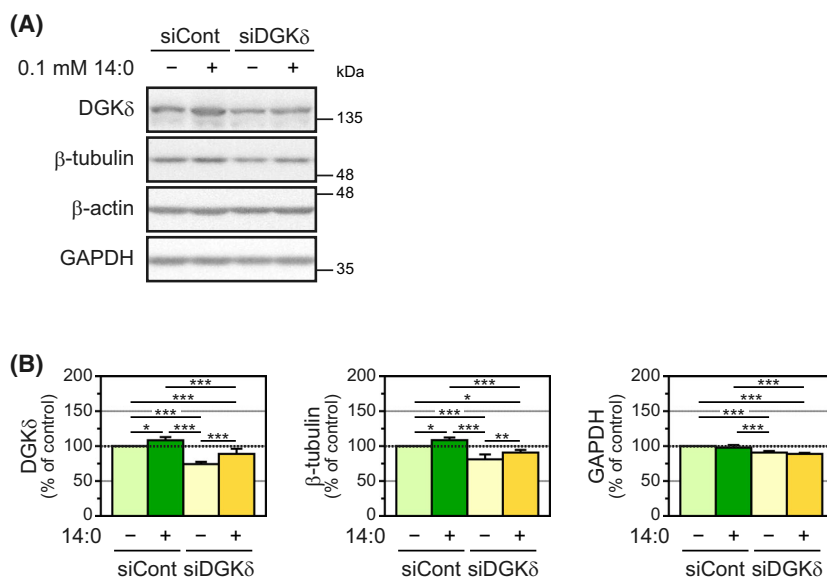 (A)
siCont siDGKδ
0.1 mM 14:0 − + − + kDa
DGKδ
135
β-tubulin
48
48
β-actin
GAPDH
35
(B)
200
150
100
50
0
DGKδ
(% of control)
***
***
***
* *** ***
14:0 − + − +
siCont siDGKδ
200
150
100
50
0
β-tubulin
(% of control)
***
*
***
* *** **
14:0 − + − +
siCont siDGKδ
200
150
100
50
0
GAPDH
(% of control)
***
***
***
***
14:0 − + − +
siCont siDGKδ